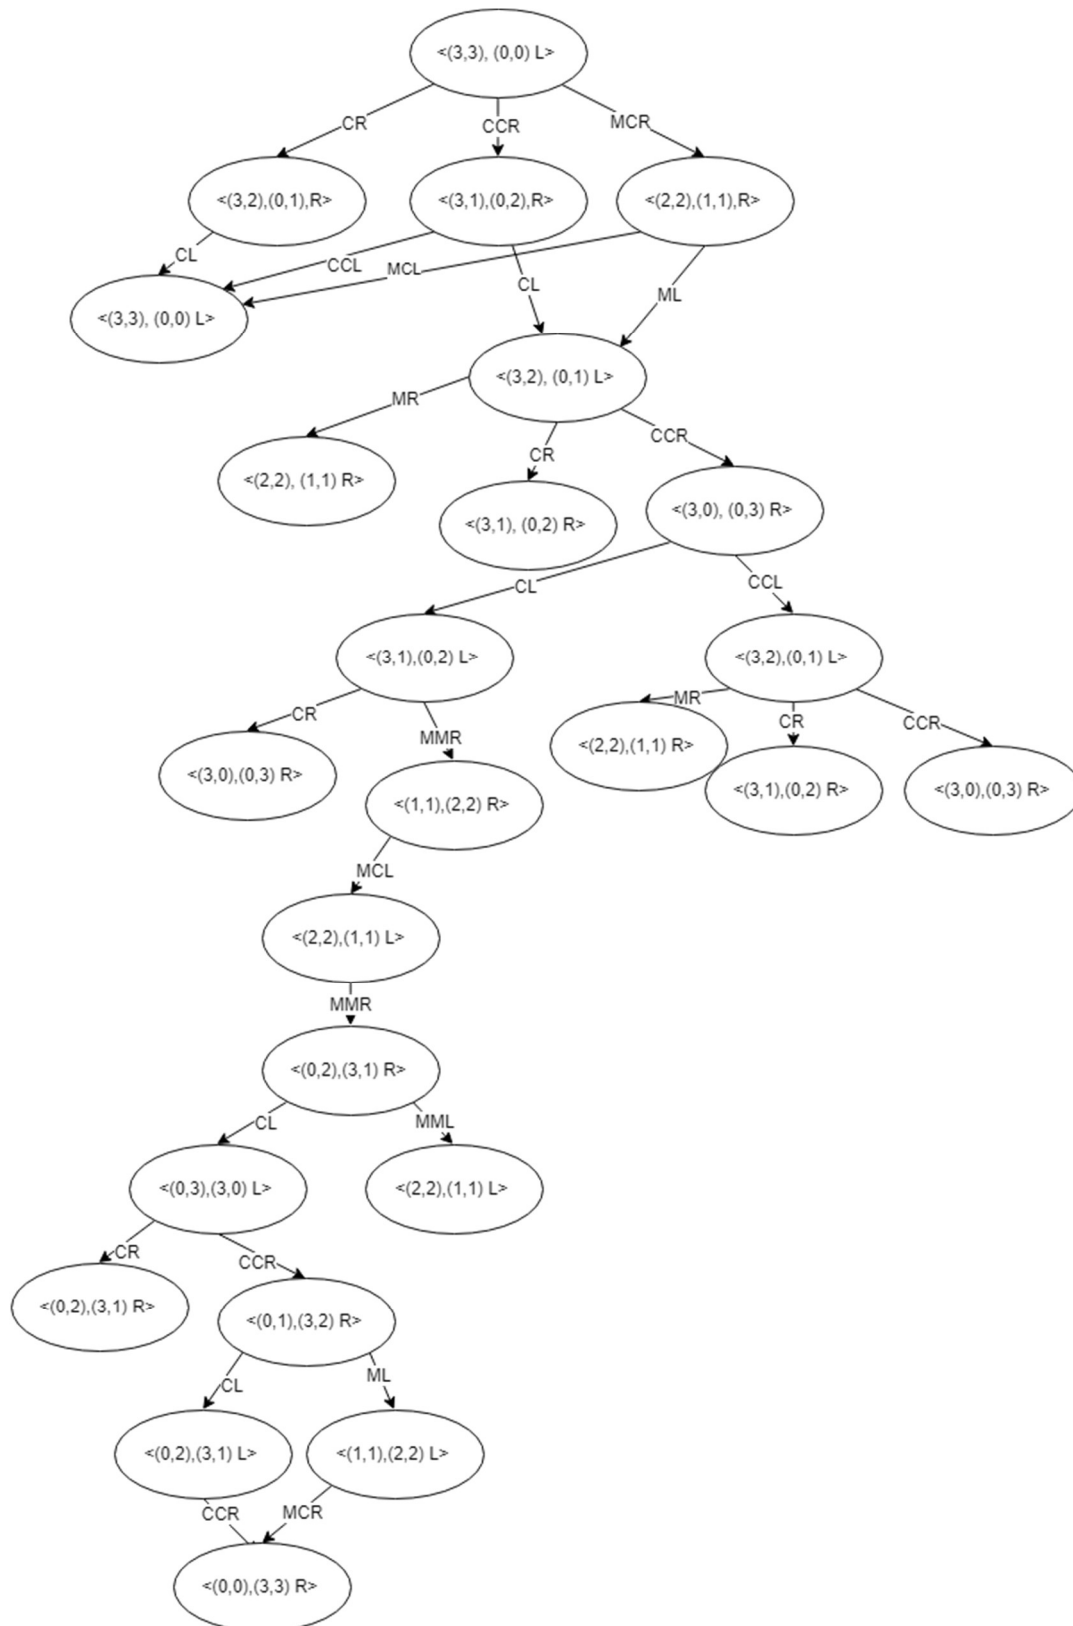 <(3,3), (0,0) L>
CR
CCR
MCR
<(3,2),(0,1),R>
<(3,1),(0,2),R>
<(2,2),(1,1),R>
CL
CCL
MCL
CL
ML
<(3,3), (0,0) L>
<(3,2), (0,1) L>
MR
CR
CCR
<(2,2), (1,1) R>
<(3,1), (0,2) R>
<(3,0), (0,3) R>
CL
CCL
<(3,1),(0,2) L>
<(3,2),(0,1) L>
CR
MMR
MR
CR
CCR
<(3,0),(0,3) R>
<(1,1),(2,2) R>
<(2,2),(1,1) R>
<(3,1),(0,2) R>
<(3,0),(0,3) R>
MCL
<(2,2),(1,1) L>
MMR
<(0,2),(3,1) R>
CL
MML
<(0,3),(3,0) L>
<(2,2),(1,1) L>
CR
CCR
<(0,2),(3,1) R>
<(0,1),(3,2) R>
CL
ML
<(0,2),(3,1) L>
<(1,1),(2,2) L>
CCR
MCR
<(0,0),(3,3) R>